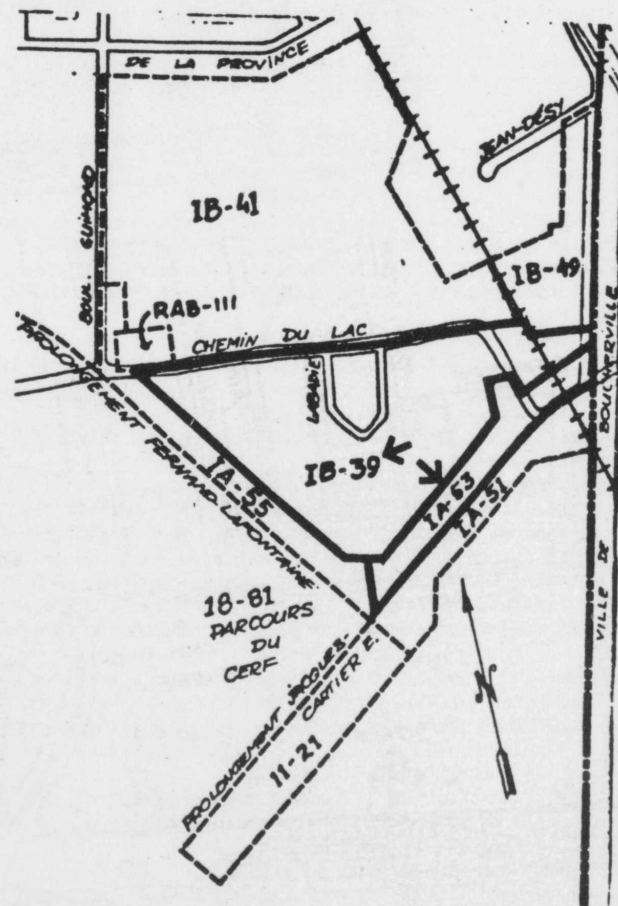 DE LA PROVINCE
JEAN-DÉSY
BOUL GUIMOND
IB-41
IB-49
RAB-111
CHEMIN DU LAC
LABADIE
BOUCHERVILLE
VILLE DE
PROLONGEMENT FERNAND-LAFONTAINE
IA-55
IB-39
IA-63
IA-51
18-81
PARCOURS
DU
CERF
PROLONGEMENT JACQUES-
CARTIER E.
11-21
N